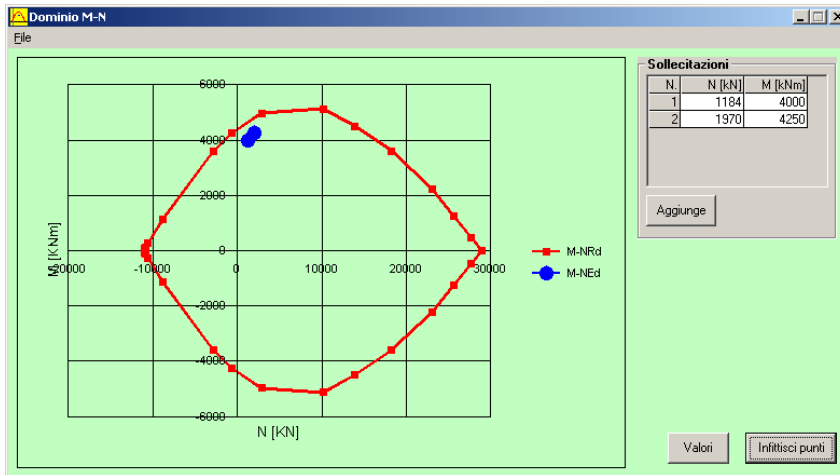 Dominio M-N
File
6000
4000
2000
0
-20000 -10000 0 10000 20000 30000
-2000
-4000
-6000
M [KNm]
N [KN]
M-NRd
M-NEd
Sollecitazioni
N. N [kN] M [kNm]
1 1184 4000
2 1970 4250
Aggiunge
Valori
Infittisci punti